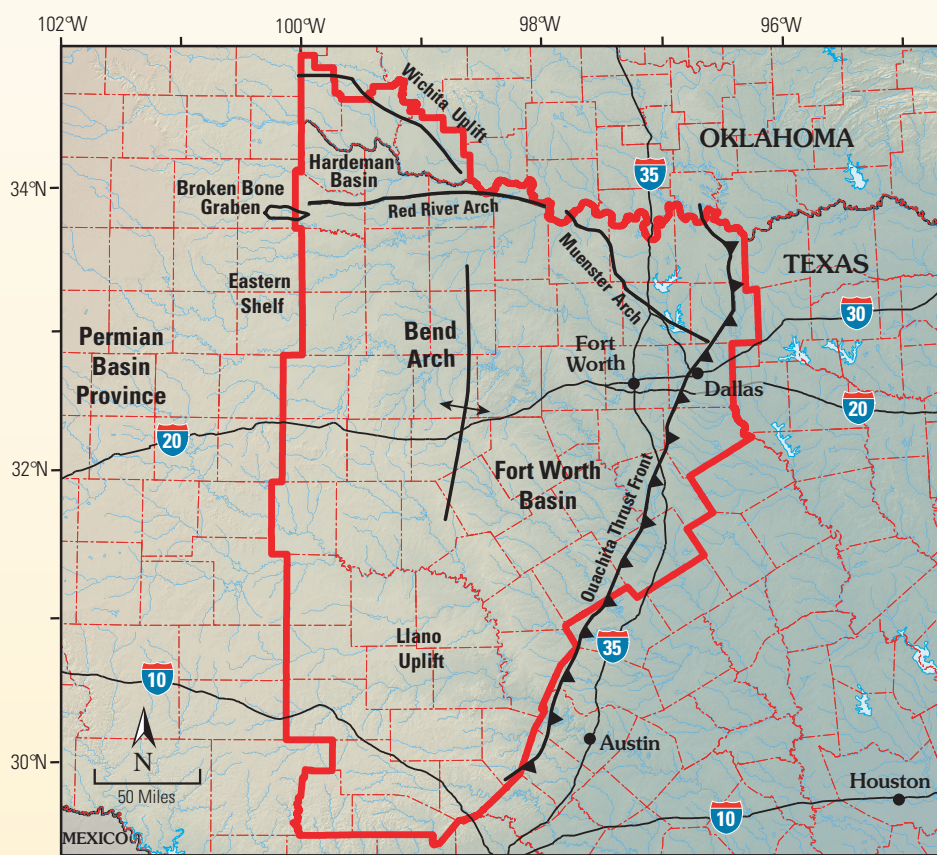 102°W
100°W
98°W
96°W
Wichita Uplift
OKLAHOMA
Hardeman
Basin
35
34°N
Broken Bone
Graben
Red River Arch
Muenster Arch
TEXAS
Eastern
Shelf
30
Bend
Arch
Permian
Basin
Province
Fort
Worth
Dallas
20
20
32°N
Fort Worth
Basin
Ouachita Thrust Front
Llano
Uplift
35
10
N
50 Miles
30°N
Austin
Houston
10
MEXICO